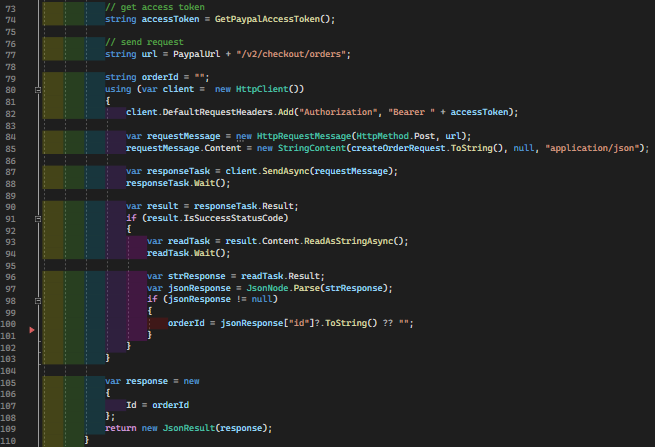 73 // get access token
74 string accessToken = GetPaypalAccessToken();
75
76 // send request
77 string url = PaypalUrl + "/v2/checkout/orders";
78
79 string orderId = "";
80 using (var client = new HttpClient())
81 {
82 client.DefaultRequestHeaders.Add("Authorization", "Bearer " + accessToken);
83
84 var requestMessage = new HttpRequestMessage(HttpMethod.Post, url);
85 requestMessage.Content = new StringContent(createOrderRequest.ToString(), null, "application/json");
86
87 var responseTask = client.SendAsync(requestMessage);
88 responseTask.Wait();
89
90 var result = responseTask.Result;
91 if (result.IsSuccessStatusCode)
92 {
93 var readTask = result.Content.ReadAsStringAsync();
94 readTask.Wait();
95
96 var strResponse = readTask.Result;
97 var jsonResponse = JsonNode.Parse(strResponse);
98 if (jsonResponse != null)
99 {
100 orderId = jsonResponse["id"]?.ToString() ?? "";
101 }
102 }
103 }
104
105 var response = new
106 {
107 Id = orderId
108 };
109 return new JsonResult(response);
110 }